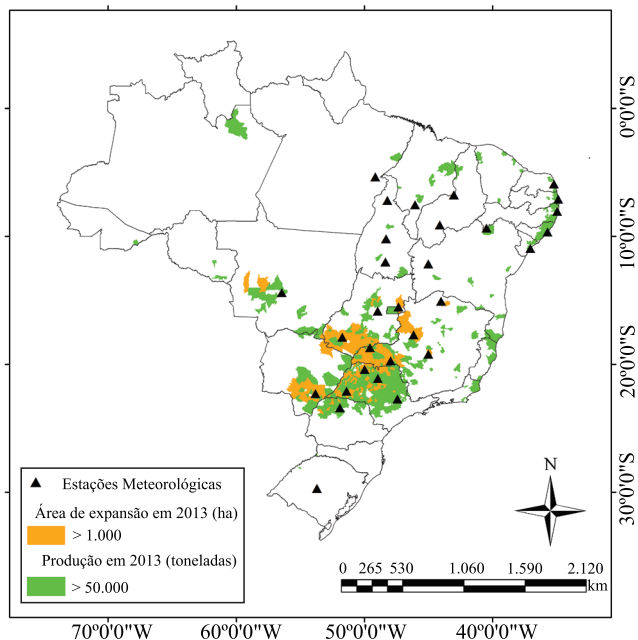 0°0'0"S
10°0'0"S
20°0'0"S
30°0'0"S
N
Estações Meteorológicas
Área de expansão em 2013 (ha)
> 1.000
Produção em 2013 (toneladas)
> 50.000
0 265 530 1.060 1.590 2.120
km
70°0'0"W 60°0'0"W 50°0'0"W 40°0'0"W